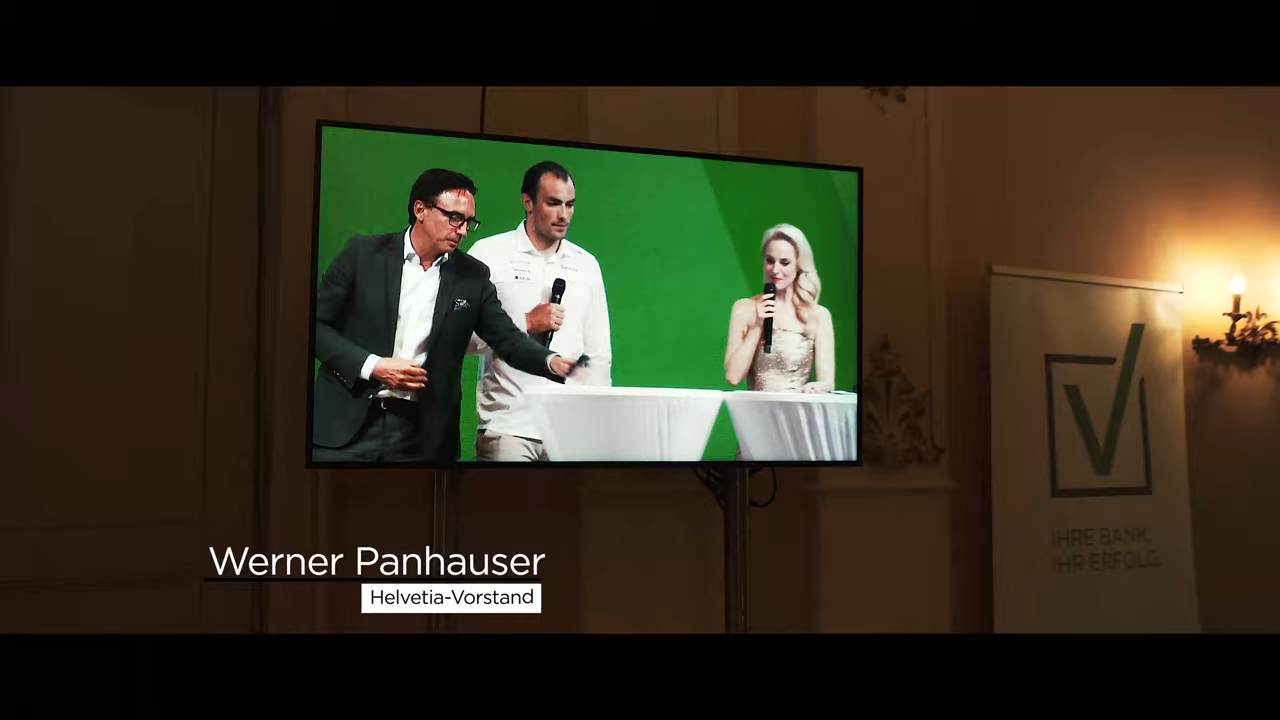 Werner Panhauser
Helvetia-Vorstand
IHRE BANK.
IHR ERFOLG.